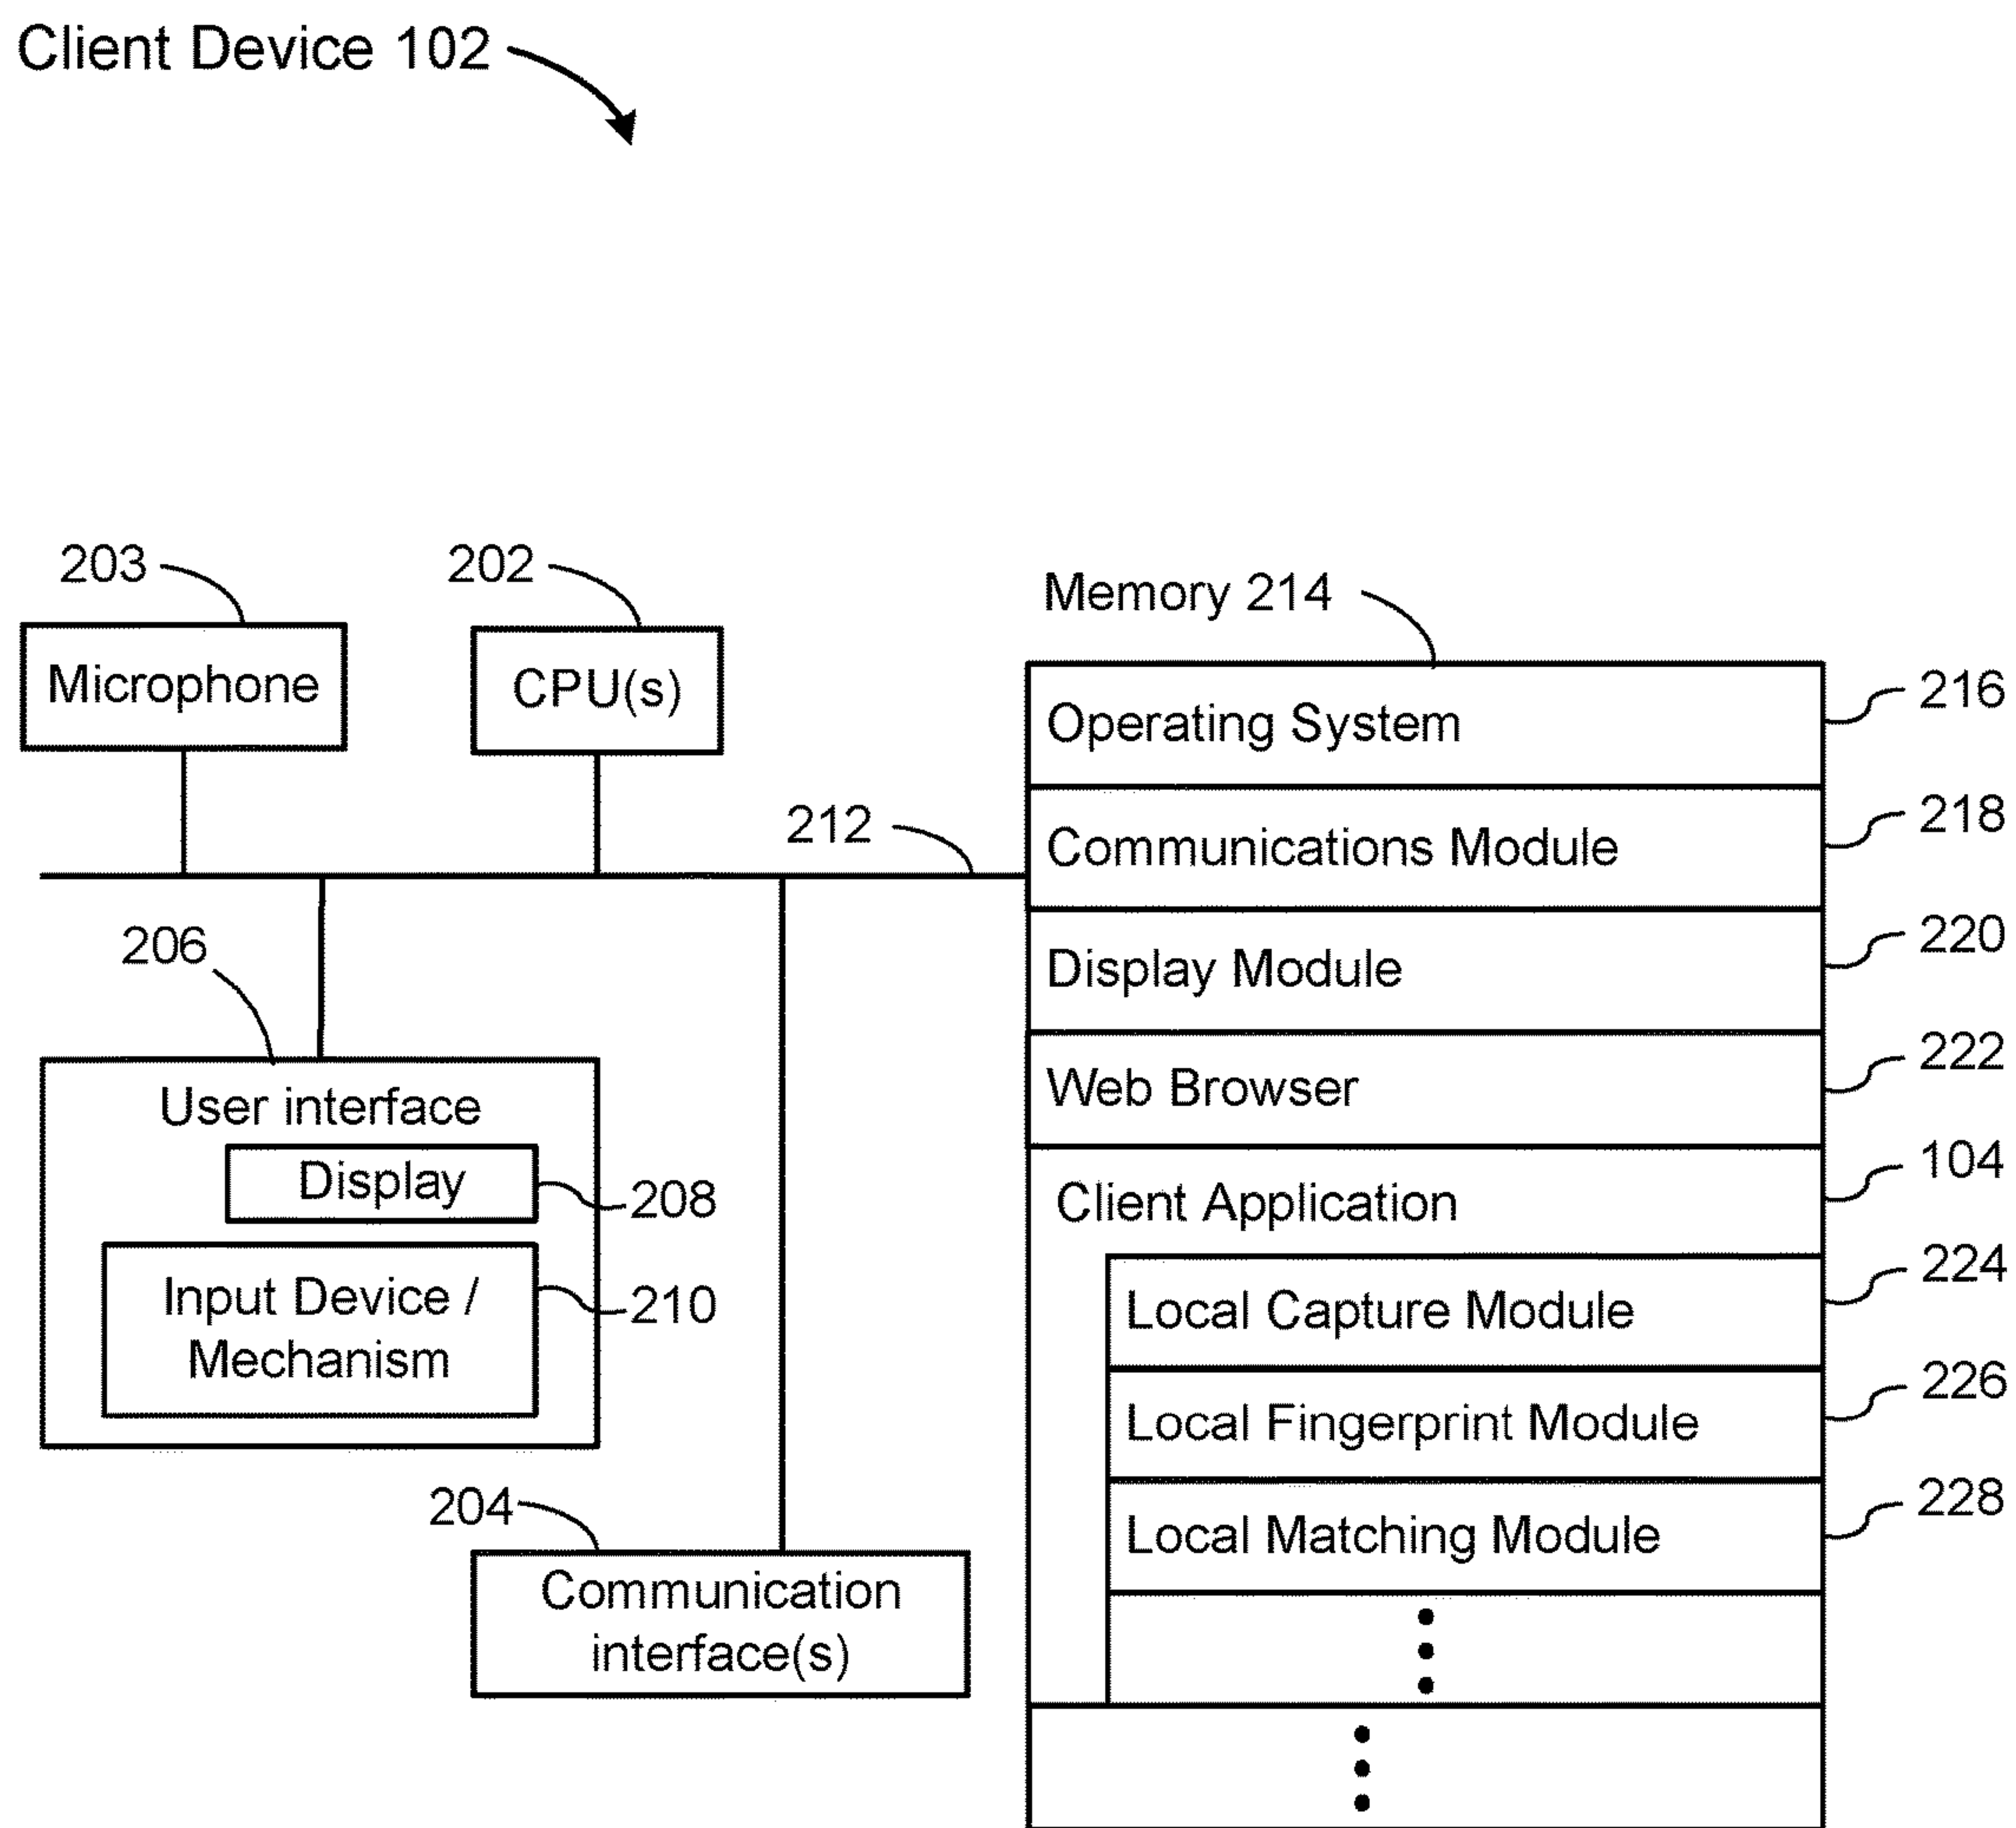 Client Device 102
203
202
Microphone
CPU(s)
212
206
User interface
Display
208
Input Device /
Mechanism
210
204
Communication
interface(s)
Memory 214
Operating System
216
Communications Module
218
Display Module
220
Web Browser
222
Client Application
104
Local Capture Module
224
Local Fingerprint Module
226
Local Matching Module
228